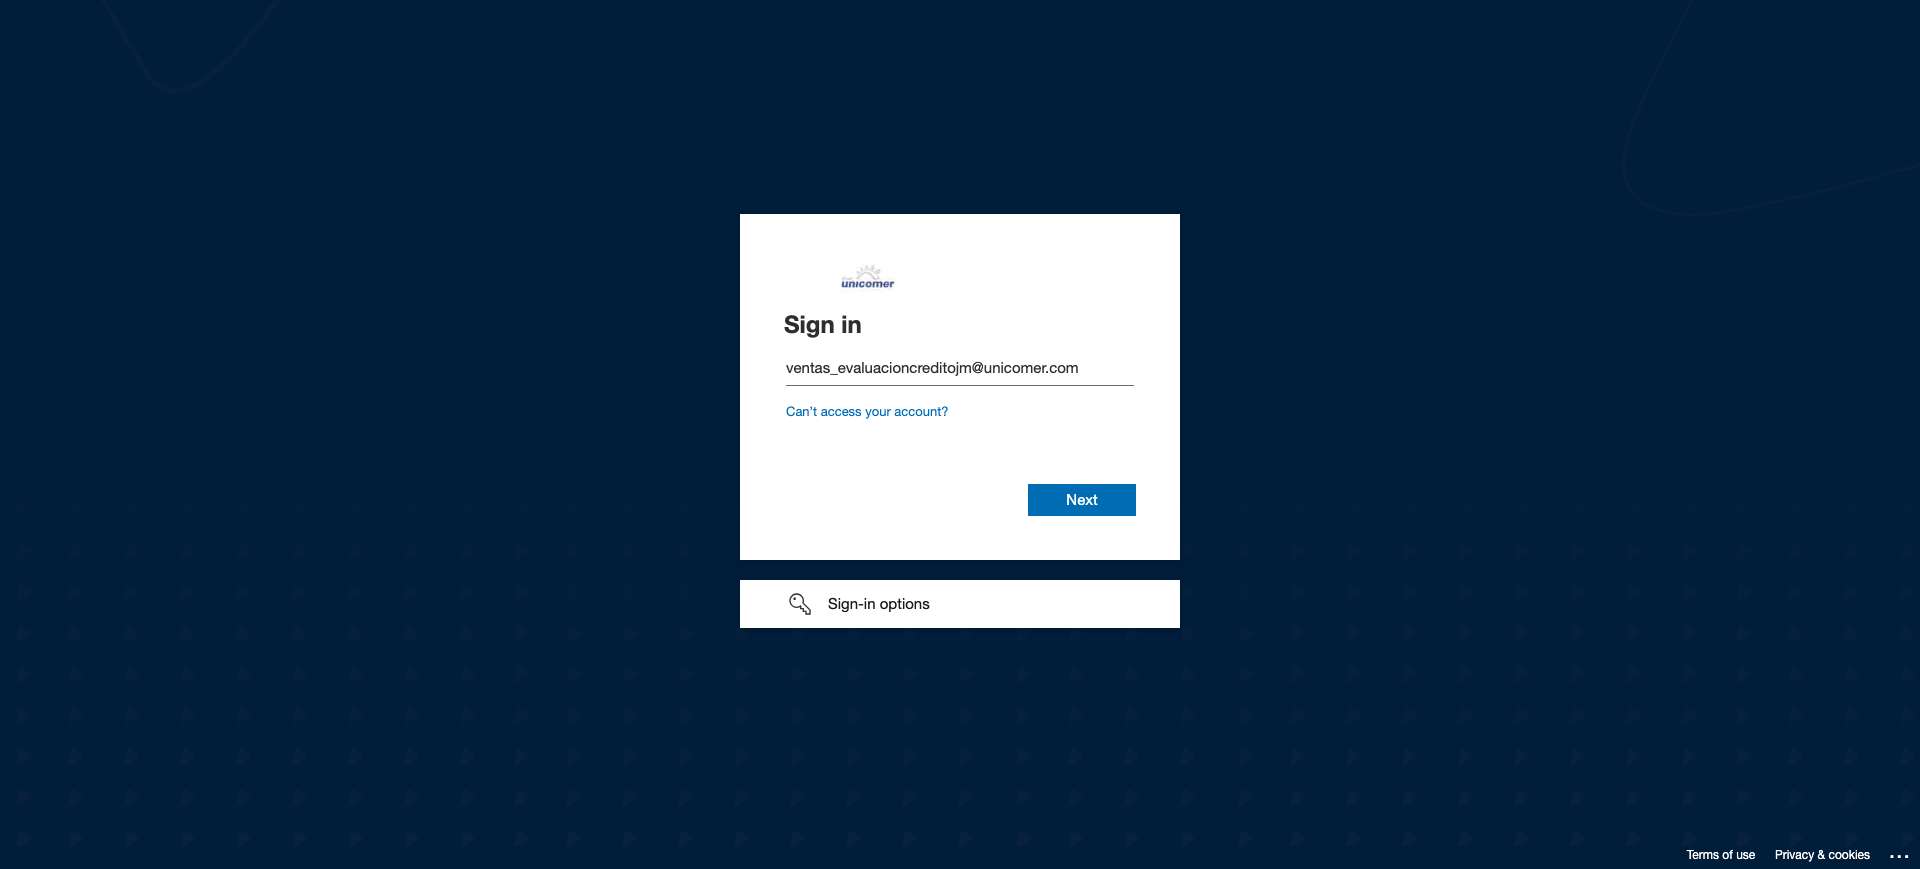 unicomer
Sign in
ventas_evaluacioncreditojm@unicomer.com
Can't access your account?
Next
Sign-in options
Terms of use
Privacy & cookies
...